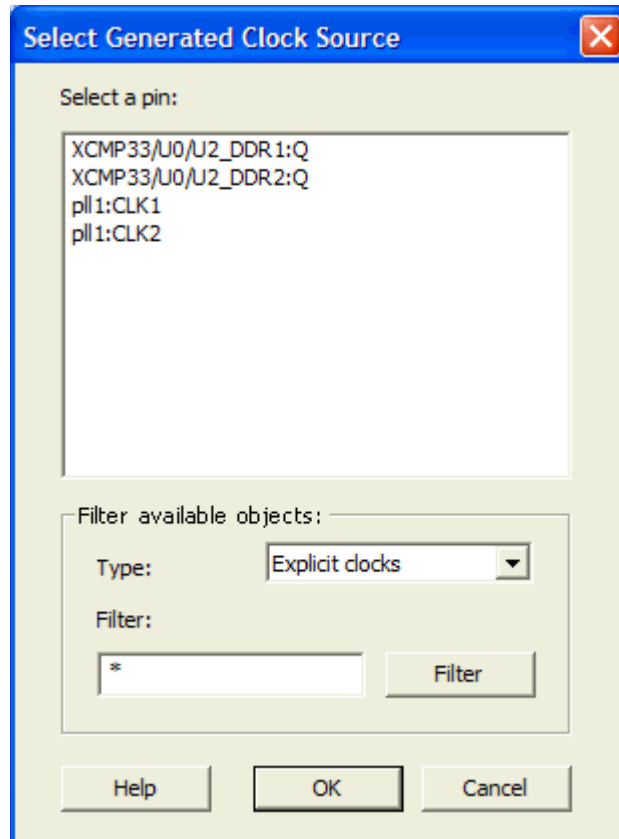 Select Generated Clock Source
Select a pin:
XCMP33/U0/U2_DDR1:Q
XCMP33/U0/U2_DDR2:Q
pll1:CLK1
pll1:CLK2
Filter available objects:
Type: Explicit clocks
Filter:
*
Filter
Help OK Cancel